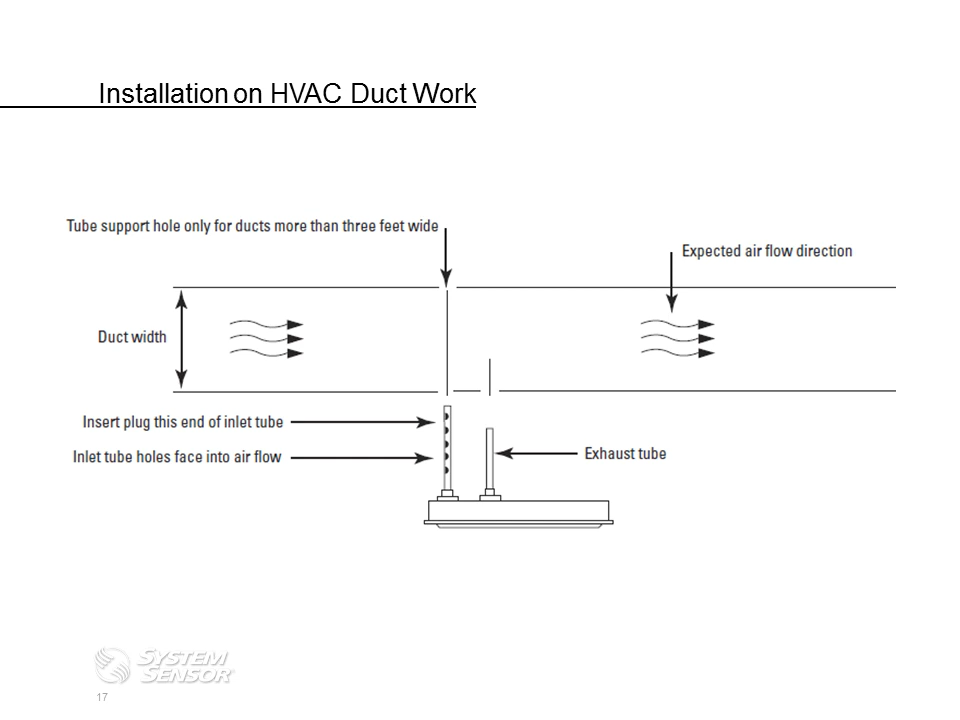 Installation on HVAC Duct Work
Tube support hole only for ducts more than three feet wide
Expected air flow direction
Duct width
Insert plug this end of inlet tube
Inlet tube holes face into air flow
Exhaust tube
SYSTEM
SENSOR
17